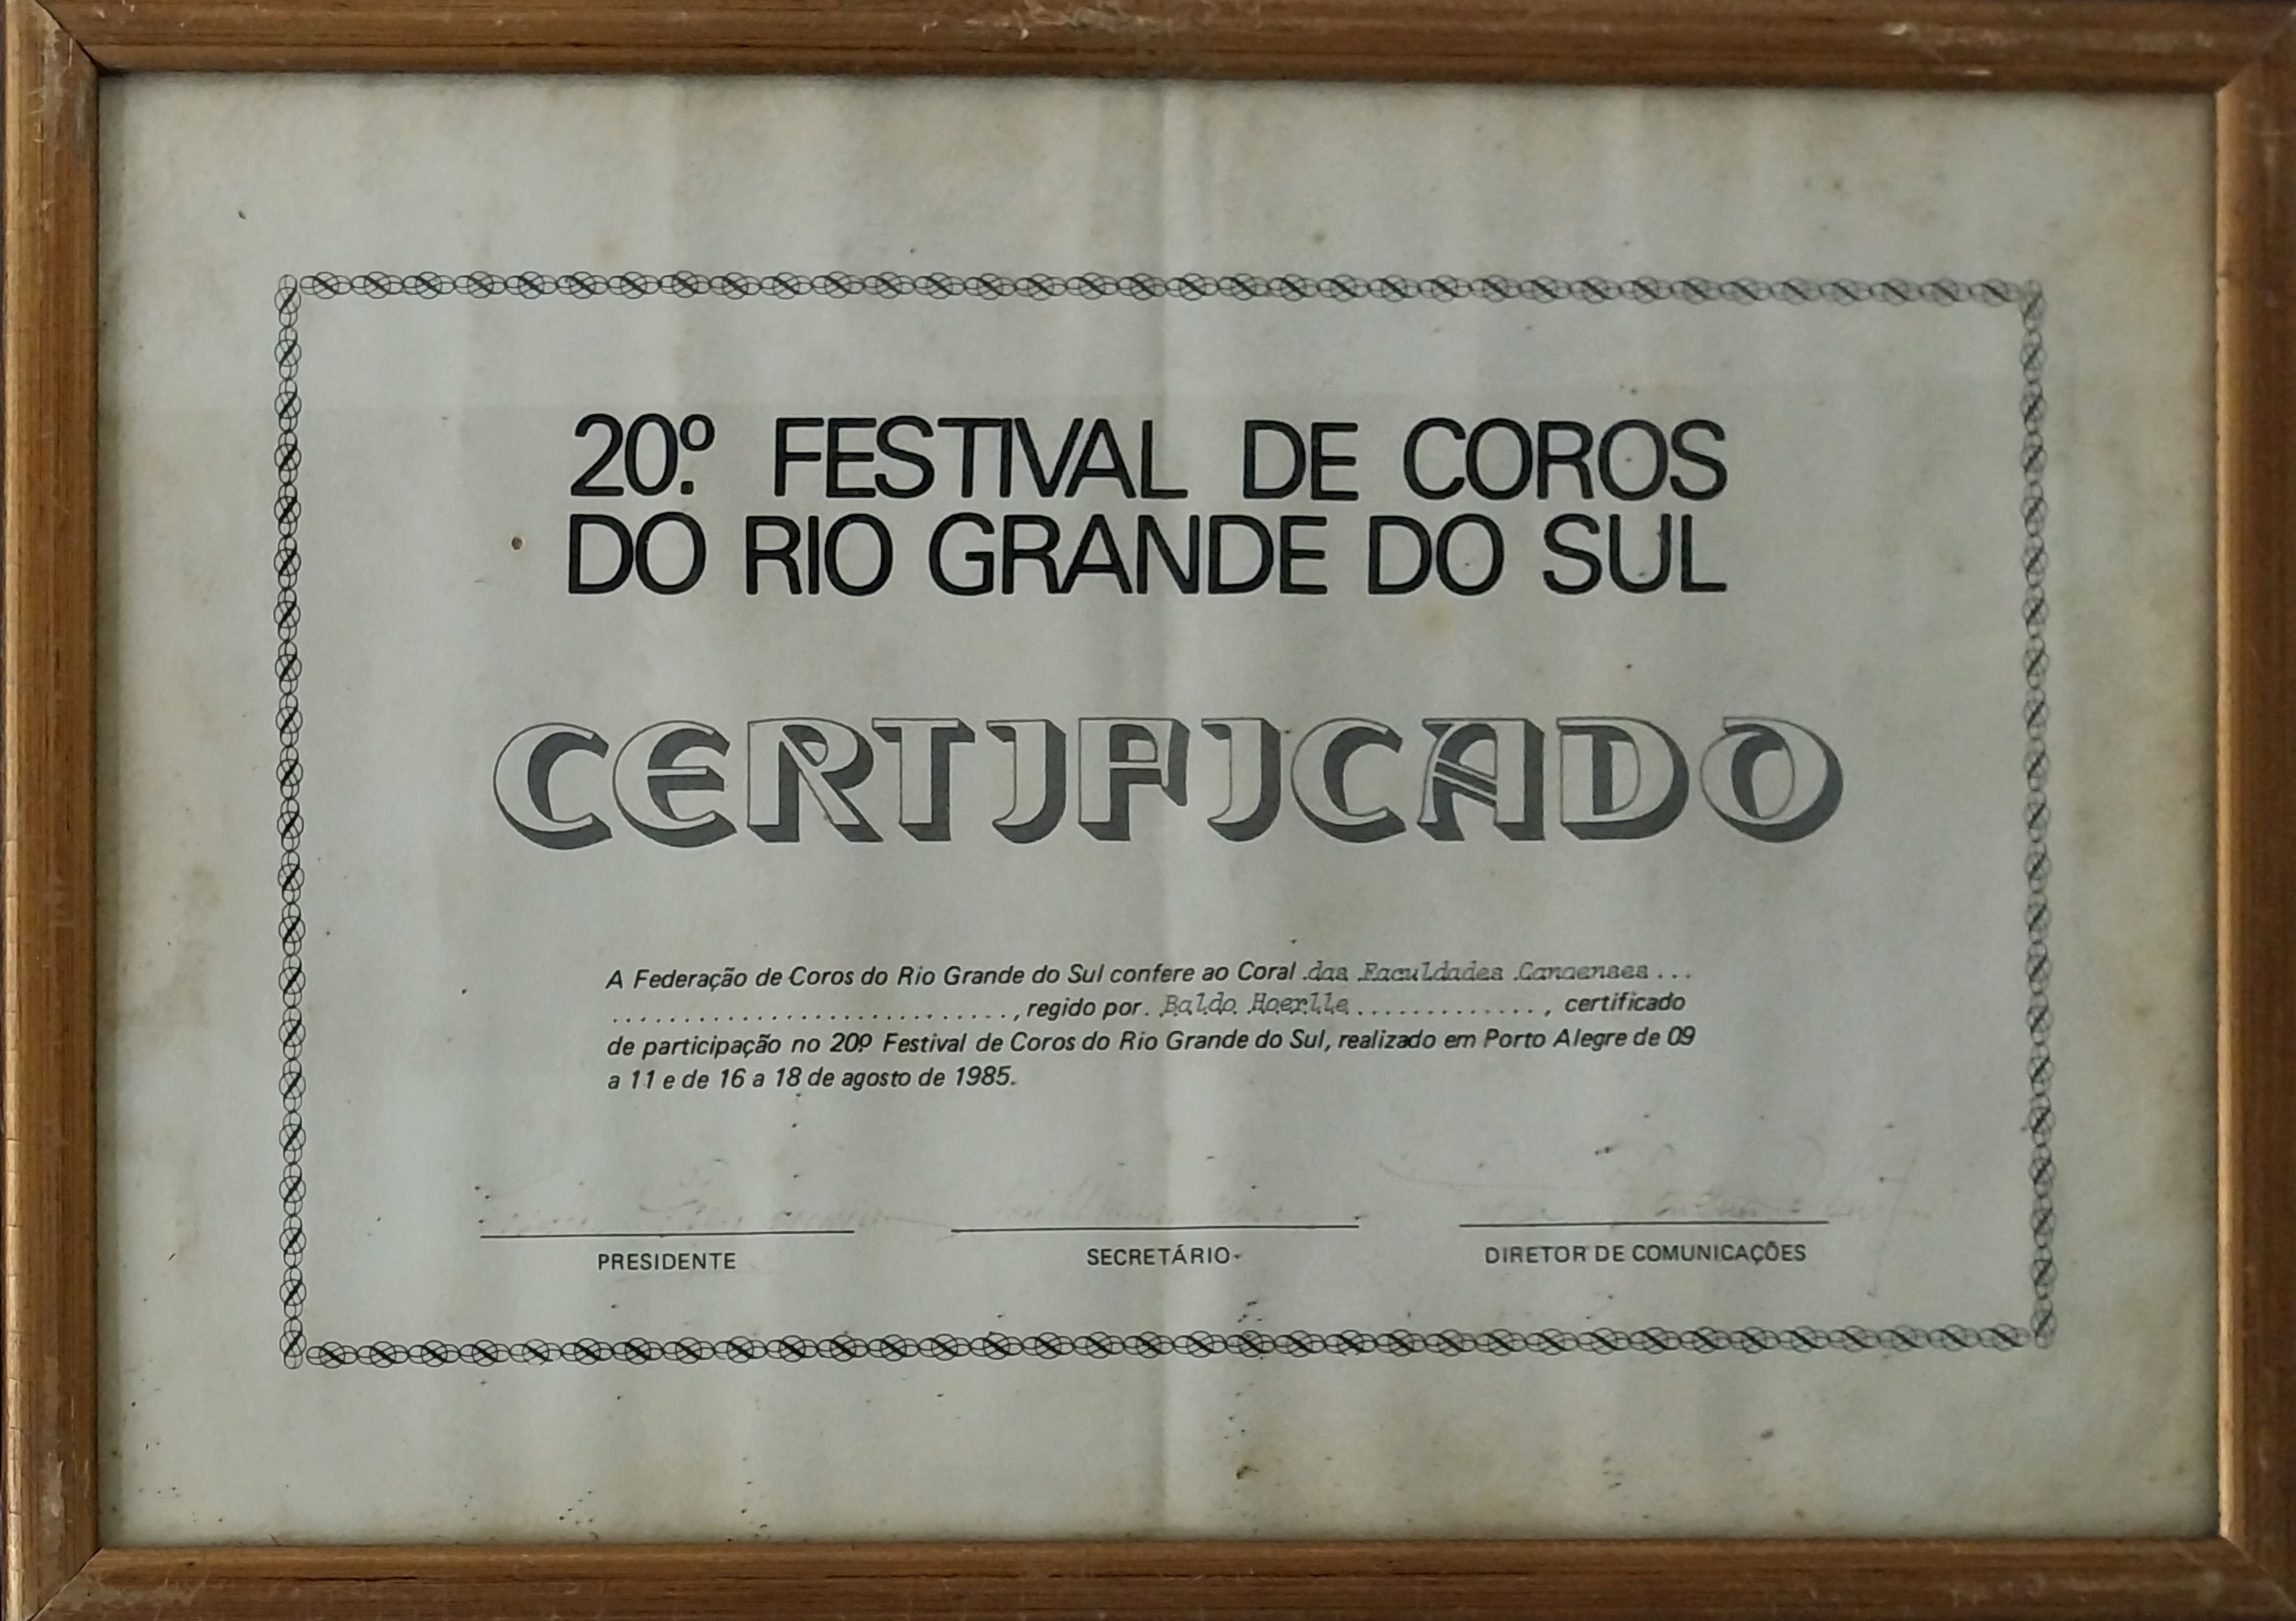 20º FESTIVAL DE COROS
DO RIO GRANDE DO SUL
CERTIFICADO
A Federação de Coros do Rio Grande do Sul confere ao Coral .das Faculdades Canoenses...
.............................., regido por. Baldo Hoerlle..............., certificado
de participação no 20º Festival de Coros do Rio Grande do Sul, realizado em Porto Alegre de 09
a 11 e de 16 a 18 de agosto de 1985.
PRESIDENTE
SECRETÁRIO
DIRETOR DE COMUNICAÇÕES